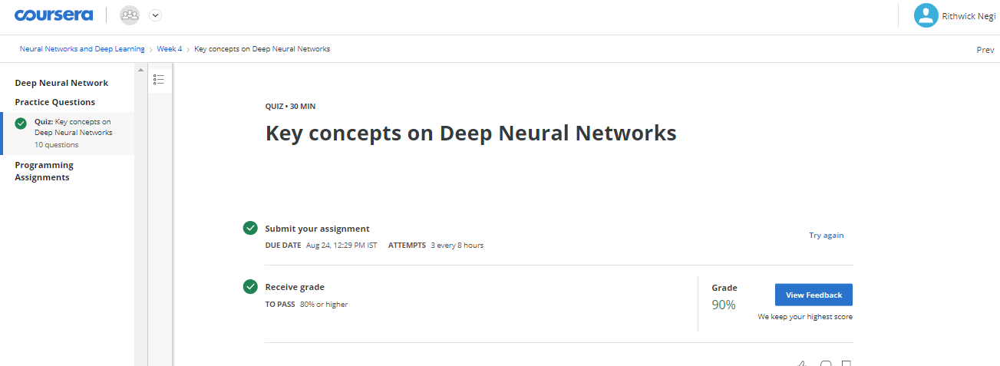 coursera
Rithwick Negi
Neural Networks and Deep Learning > Week 4 > Key concepts on Deep Neural Networks
Prev
Deep Neural Network
Practice Questions
Quiz: Key concepts on
Deep Neural Networks
10 questions
Programming
Assignments
QUIZ • 30 MIN
Key concepts on Deep Neural Networks
Submit your assignment
DUE DATE Aug 24, 12:29 PM IST ATTEMPTS 3 every 8 hours
Try again
Receive grade
TO PASS 80% or higher
Grade
90%
View Feedback
We keep your highest score